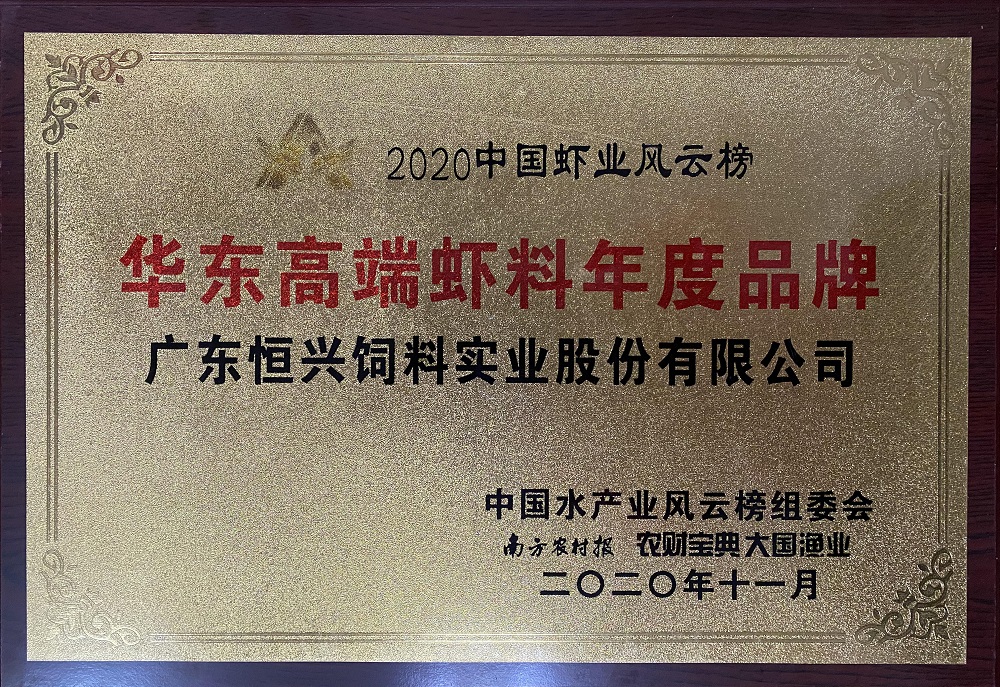 2020中国虾业风云榜
华东高端虾料年度品牌
广东恒兴饲料实业股份有限公司
中国水产业风云榜组委会
南方农村报 农财宝典 大国渔业
二〇二〇年十一月